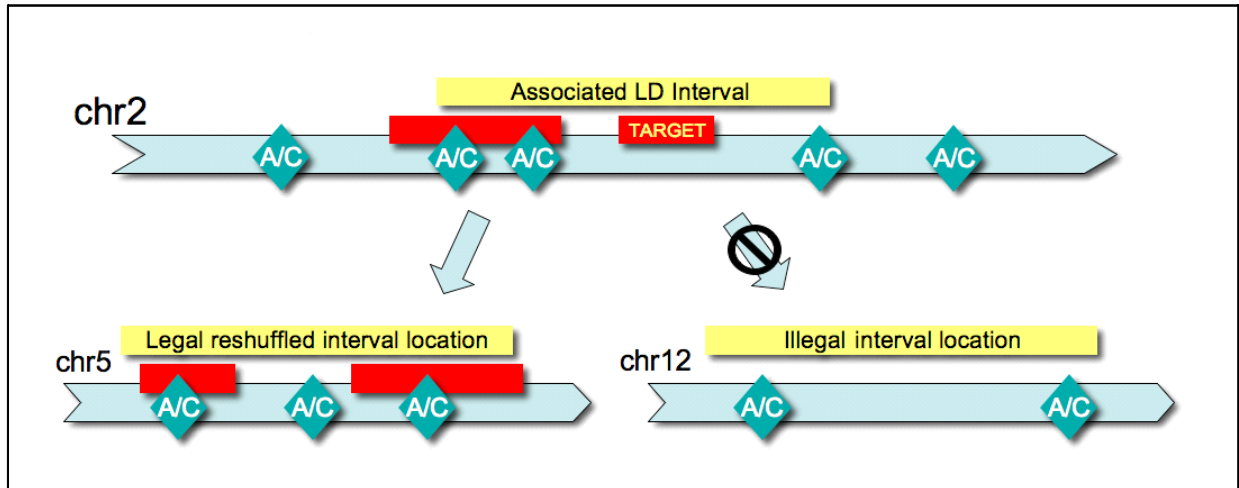 Associated LD Interval
chr2
TARGET
A/C A/C A/C A/C A/C
Legal reshuffled interval location
Illegal interval location
chr5
chr12
A/C A/C A/C
A/C A/C